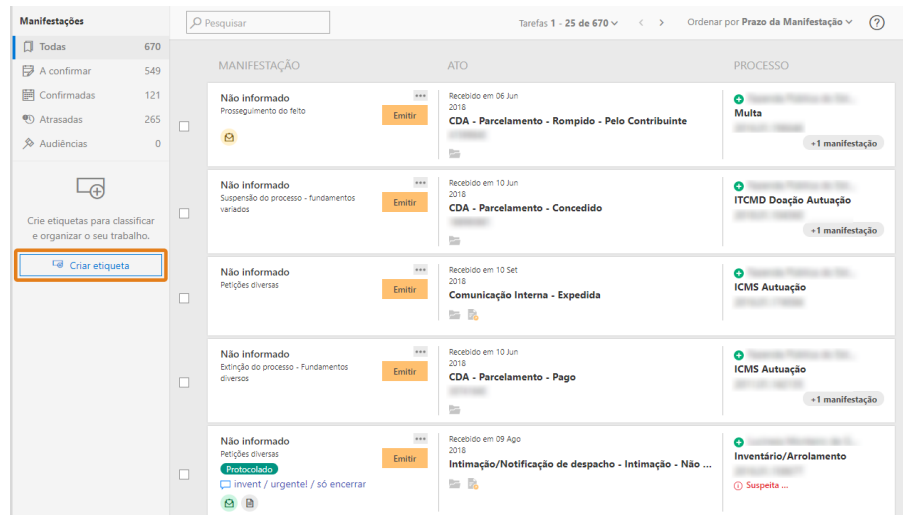 Manifestações
Pesquisar
Tarefas 1 - 25 de 670
Ordenar por Prazo da Manifestação
?
Todas 670
A confirmar 549
Confirmadas 121
Atrasadas 265
Audiências 0
Crie etiquetas para classificar
e organizar o seu trabalho.
Criar etiqueta
MANIFESTAÇÃO ATO PROCESSO
Não informado
Prosseguimento do feito
Emitir
Recebido em 06 Jun
2018
CDA - Parcelamento - Rompido - Pelo Contribuinte
Multa
+1 manifestação
Não informado
Suspensão do processo - fundamentos
variados
Emitir
Recebido em 10 Jun
2018
CDA - Parcelamento - Concedido
ITCMD Doação Autuação
+1 manifestação
Não informado
Petições diversas
Emitir
Recebido em 10 Set
2018
Comunicação Interna - Expedida
ICMS Autuação
Não informado
Extinção do processo - Fundamentos
diversos
Emitir
Recebido em 10 Jun
2018
CDA - Parcelamento - Pago
ICMS Autuação
+1 manifestação
Não informado
Petições diversas
Protocolado
invent / urgente! / só encerrar
Emitir
Recebido em 09 Ago
2018
Intimação/Notificação de despacho - Intimação - Não ...
Inventário/Arrolamento
Suspeita ...